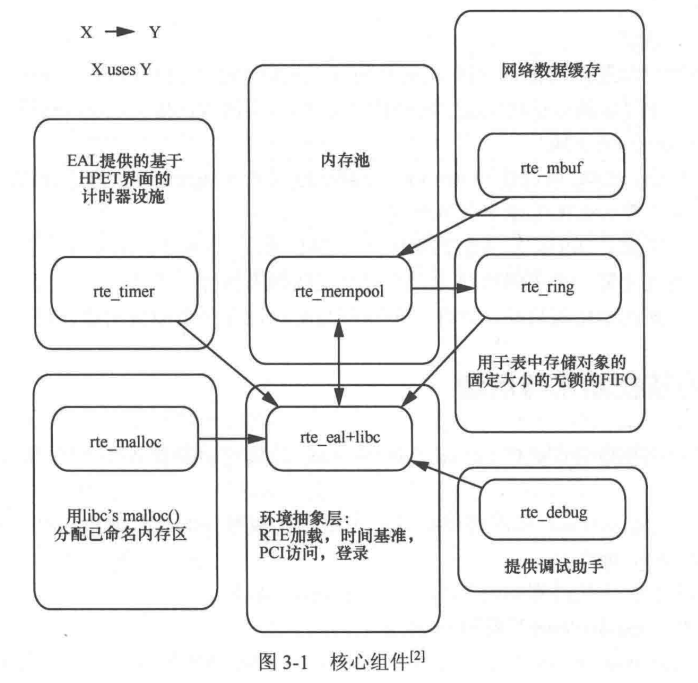 X → Y
X uses Y
网络数据缓存
rte_mbuf
EAL提供的基于
HPET界面的
计时器设施
rte_timer
内存池
rte_mempool
rte_ring
用于表中存储对象的
固定大小的无锁的FIFO
rte_malloc
用libc's malloc()
分配已命名内存区
rte_eal+libc
环境抽象层：
RTE加载，时间基准，
PCI访问，登录
rte_debug
提供调试助手
图 3-1 核心组件[2]